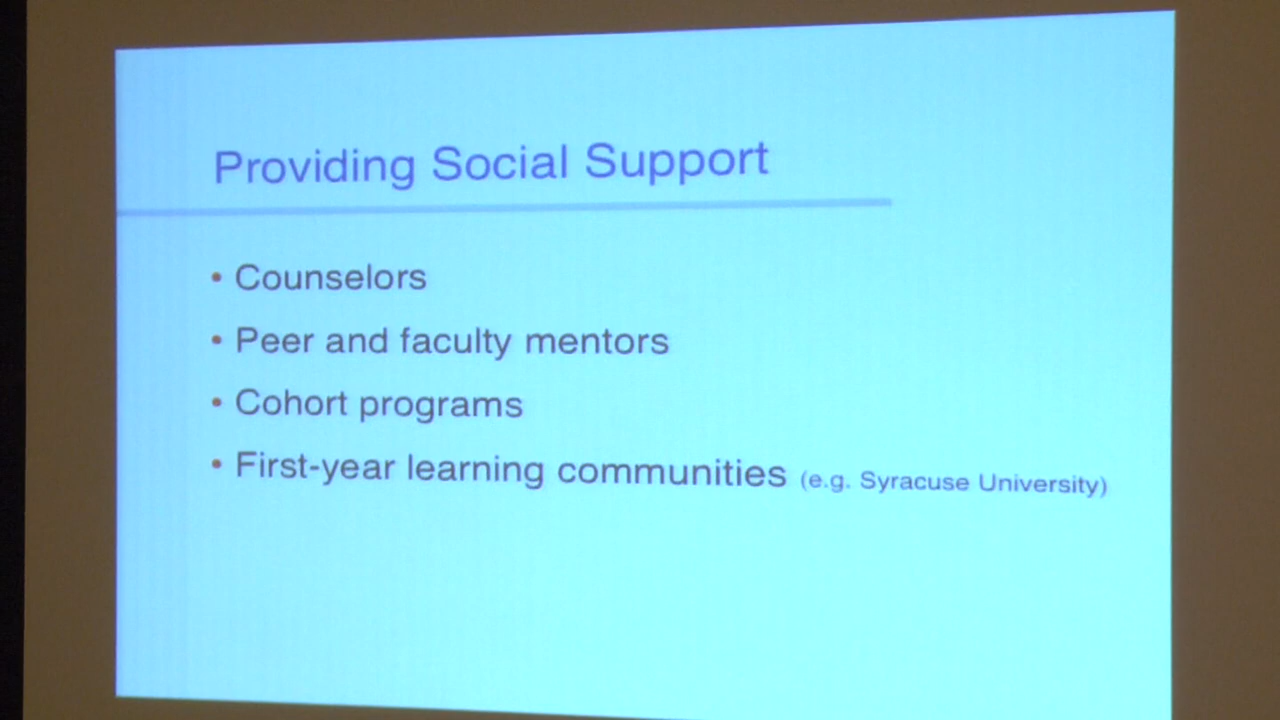 Providing Social Support
• Counselors
• Peer and faculty mentors
• Cohort programs
• First-year learning communities (e.g. Syracuse University)